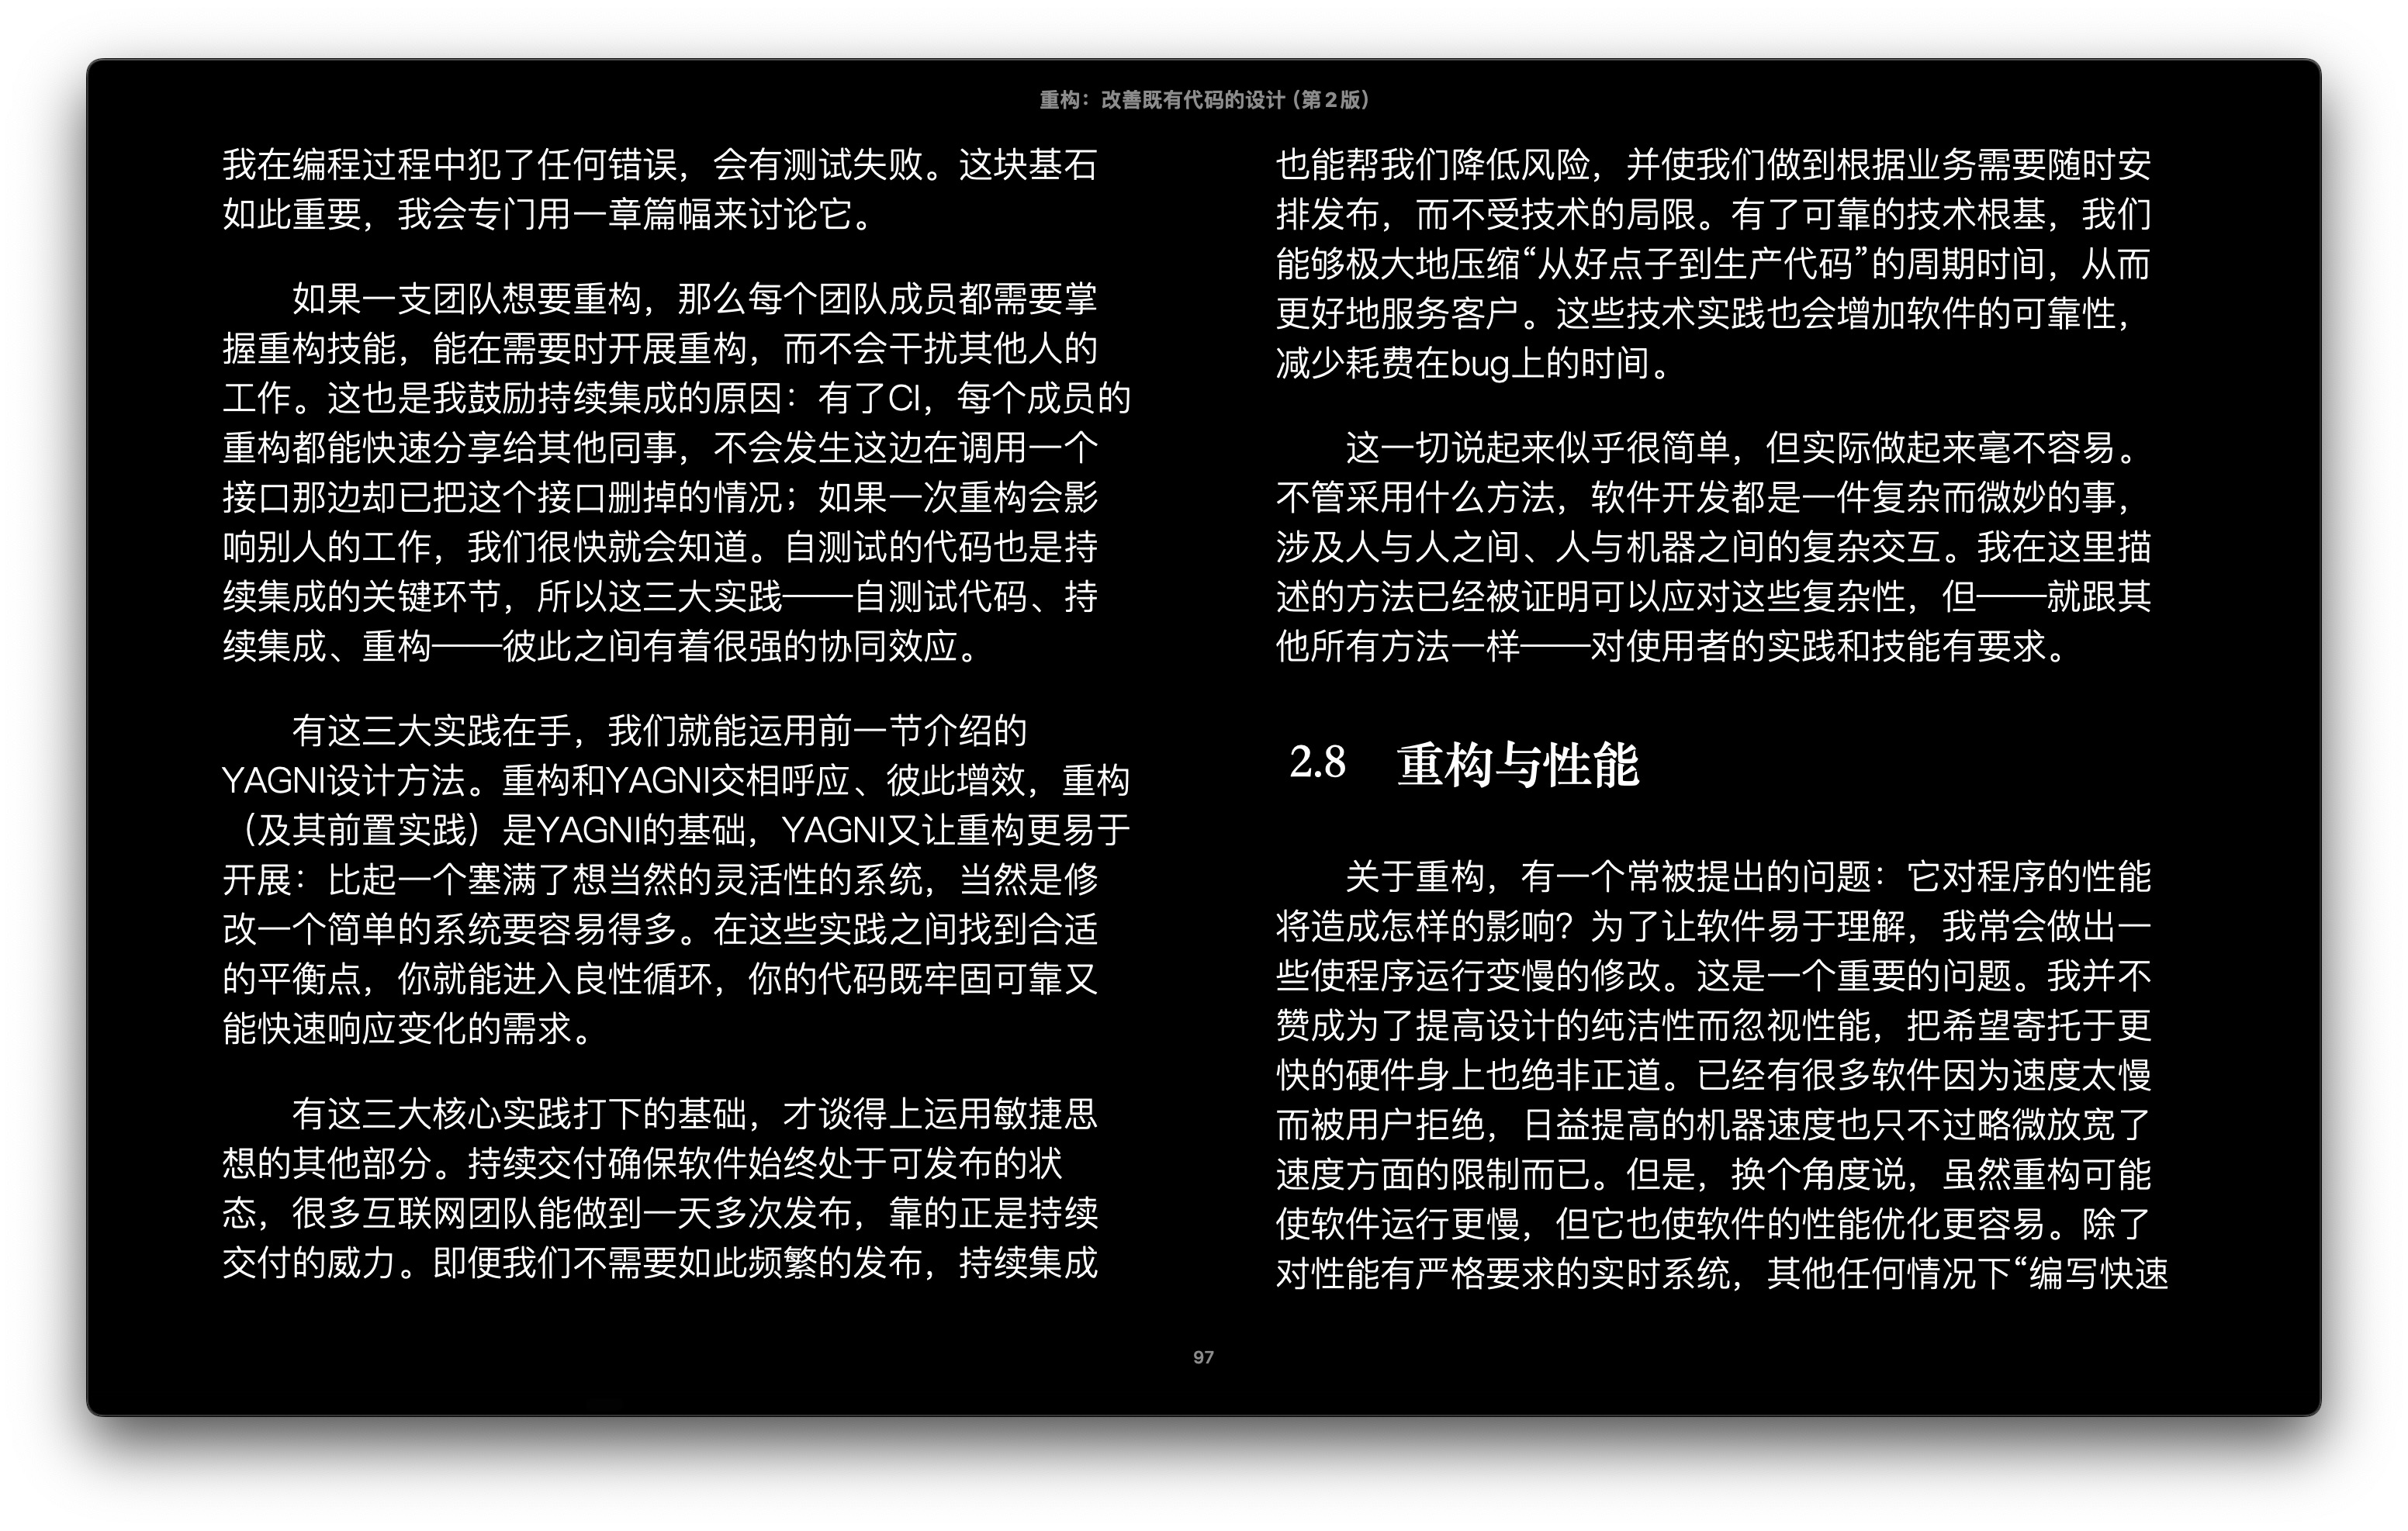 重构：改善既有代码的设计（第2版）
我在编程过程中犯了任何错误，会有测试失败。这块基石
如此重要，我会专门用一章篇幅来讨论它。
如果一支团队想要重构，那么每个团队成员都需要掌
握重构技能，能在需要时开展重构，而不会干扰其他人的
工作。这也是我鼓励持续集成的原因：有了CI，每个成员的
重构都能快速分享给其他同事，不会发生这边在调用一个
接口那边却已把这个接口删掉的情况；如果一次重构会影
响别人的工作，我们很快就会知道。自测试的代码也是持
续集成的关键环节，所以这三大实践——自测试代码、持
续集成、重构——彼此之间有着很强的协同效应。
有这三大实践在手，我们就能运用前一节介绍的
YAGNI设计方法。重构和YAGNI交相呼应、彼此增效，重构
（及其前置实践）是YAGNI的基础，YAGNI又让重构更易于
开展：比起一个塞满了想当然的灵活性的系统，当然是修
改一个简单的系统要容易得多。在这些实践之间找到合适
的平衡点，你就能进入良性循环，你的代码既牢固可靠又
能快速响应变化的需求。
有这三大核心实践打下的基础，才谈得上运用敏捷思
想的其他部分。持续交付确保软件始终处于可发布的状
态，很多互联网团队能做到一天多次发布，靠的正是持续
交付的威力。即便我们不需要如此频繁的发布，持续集成
也能帮我们降低风险，并使我们做到根据业务需要随时安
排发布，而不受技术的局限。有了可靠的技术根基，我们
能够极大地压缩“从好点子到生产代码”的周期时间，从而
更好地服务客户。这些技术实践也会增加软件的可靠性，
减少耗费在bug上的时间。
这一切说起来似乎很简单，但实际做起来毫不容易。
不管采用什么方法，软件开发都是一件复杂而微妙的事，
涉及人与人之间、人与机器之间的复杂交互。我在这里描
述的方法已经被证明可以应对这些复杂性，但——就跟其
他所有方法一样——对使用者的实践和技能有要求。
2.8 重构与性能
关于重构，有一个常被提出的问题：它对程序的性能
将造成怎样的影响？为了让软件易于理解，我常会做出一
些使程序运行变慢的修改。这是一个重要的问题。我并不
赞成为了提高设计的纯洁性而忽视性能，把希望寄托于更
快的硬件身上也绝非正道。已经有很多软件因为速度太慢
而被用户拒绝，日益提高的机器速度也只不过略微放宽了
速度方面的限制而已。但是，换个角度说，虽然重构可能
使软件运行更慢，但它也使软件的性能优化更容易。除了
对性能有严格要求的实时系统，其他任何情况下“编写快速
97